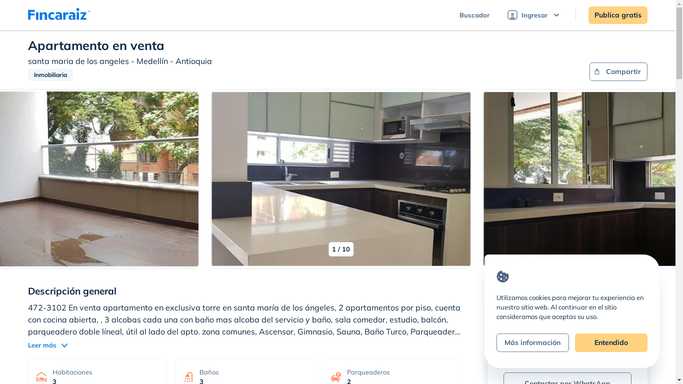 Fincaraiz
Buscador
Ingresar
Publica gratis
Apartamento en venta
santa maria de los angeles - Medellín - Antioquia
Inmobiliaria
Compartir
1 / 10
Descripción general
472-3102 En venta apartamento en exclusiva torre en santa maría de los ángeles, 2 apartamentos por piso, cuenta
con cocina abierta, , 3 alcobas cada una con baño mas alcoba del servicio y baño, sala comedor, estudio, balcón,
parqueadero doble lineal, útil al lado del apto. zona comunes, Ascensor, Gimnasio, Sauna, Baño Turco, Parqueader...
Leer más
Habitaciones
3
Baños
3
Parqueaderos
2
Utilizamos cookies para mejorar tu experiencia en
nuestro sitio web. Al continuar en el sitio
consideramos que aceptas su uso.
Más información
Entendido
Contactar por WhatsApp